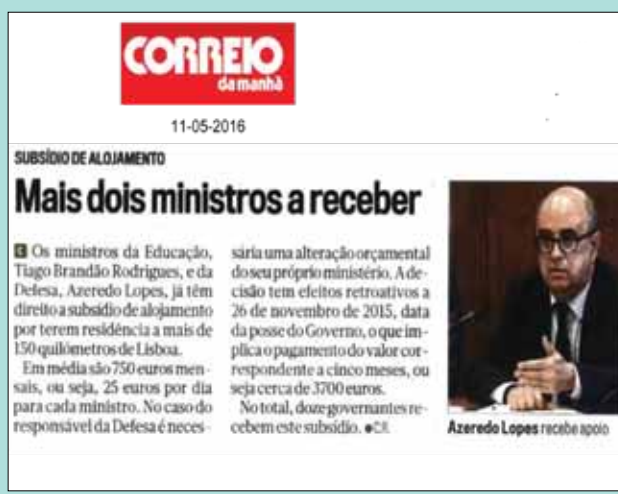 CORREIO
da manhã
11-05-2016
SUBSÍDIO DE ALOJAMENTO
Mais dois ministros a receber
Os ministros da Educação,
Tiago Brandão Rodrigues, e da
Defesa, Azeredo Lopes, já têm
direito a subsídio de alojamento
por terem residência a mais de
150 quilómetros de Lisboa.
Em média são 750 euros men-
sais, ou seja, 25 euros por dia
para cada ministro. No caso do
responsável da Defesa é neces-
sária uma alteração orçamental
do seu próprio ministério. A de-
cisão tem efeitos retroativos a
26 de novembro de 2015, data
da posse do Governo, o que im-
plica o pagamento do valor cor-
respondente a cinco meses, ou
seja cerca de 3700 euros.
No total, doze governantes re-
cebem este subsídio. ●C.R.
Azeredo Lopes recebe apoio